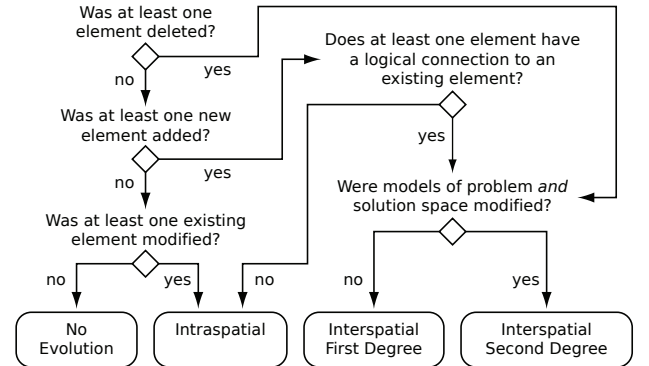 Was at least one
element deleted?
yes
no
Does at least one element have
a logical connection to an
existing element?
Was at least one new
element added?
yes
no
yes
Were models of problem and
solution space modified?
Was at least one existing
element modified?
no
yes
no
no
yes
No
Evolution
Intraspatial
Interspatial
First Degree
Interspatial
Second Degree